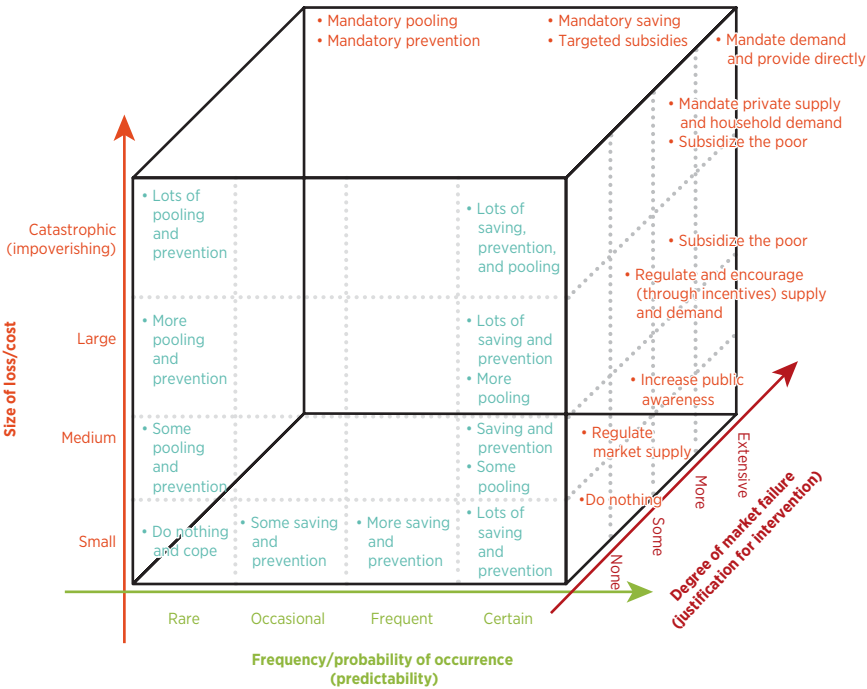 • Mandatory pooling
• Mandatory prevention
• Mandatory saving
• Targeted subsidies
• Mandate demand
and provide directly
• Mandate private supply
and household demand
• Subsidize the poor
• Subsidize the poor
• Regulate and encourage
(through incentives) supply
and demand
• Increase public
awareness
• Regulate
market supply
•Do nothing
Size of loss/cost
Catastrophic
(impoverishing)
• Lots of
pooling
and
prevention
• Lots of
saving,
prevention,
and pooling
Large
• More
pooling
and
prevention
• Lots of
saving and
prevention
• More
pooling
Medium
• Some
pooling
and
prevention
• Saving and
prevention
• Some
pooling
Small
• Do nothing
and cope
• Some saving
and
prevention
• More saving
and
prevention
• Lots of
saving
and
prevention
None
Some
More
Extensive
Degree of market failure
(justification for intervention)
Rare
Occasional
Frequent
Certain
Frequency/probability of occurrence
(predictability)